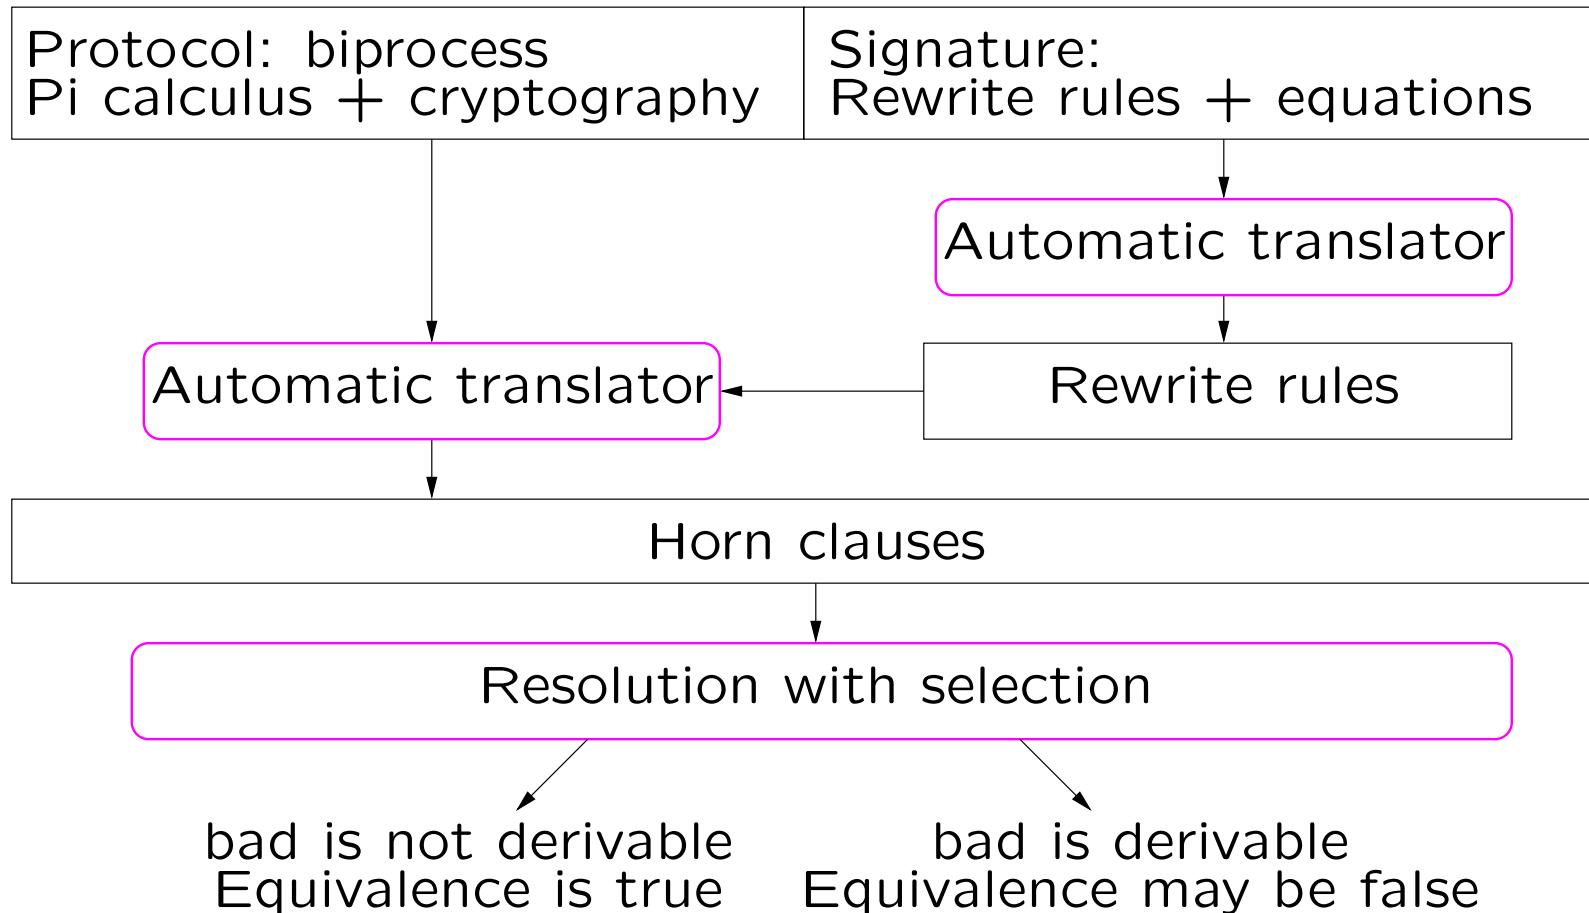 Protocol: biprocess
Pi calculus + cryptography
Signature:
Rewrite rules + equations
Automatic translator
Automatic translator
Rewrite rules
Horn clauses
Resolution with selection
bad is not derivable
Equivalence is true
bad is derivable
Equivalence may be false